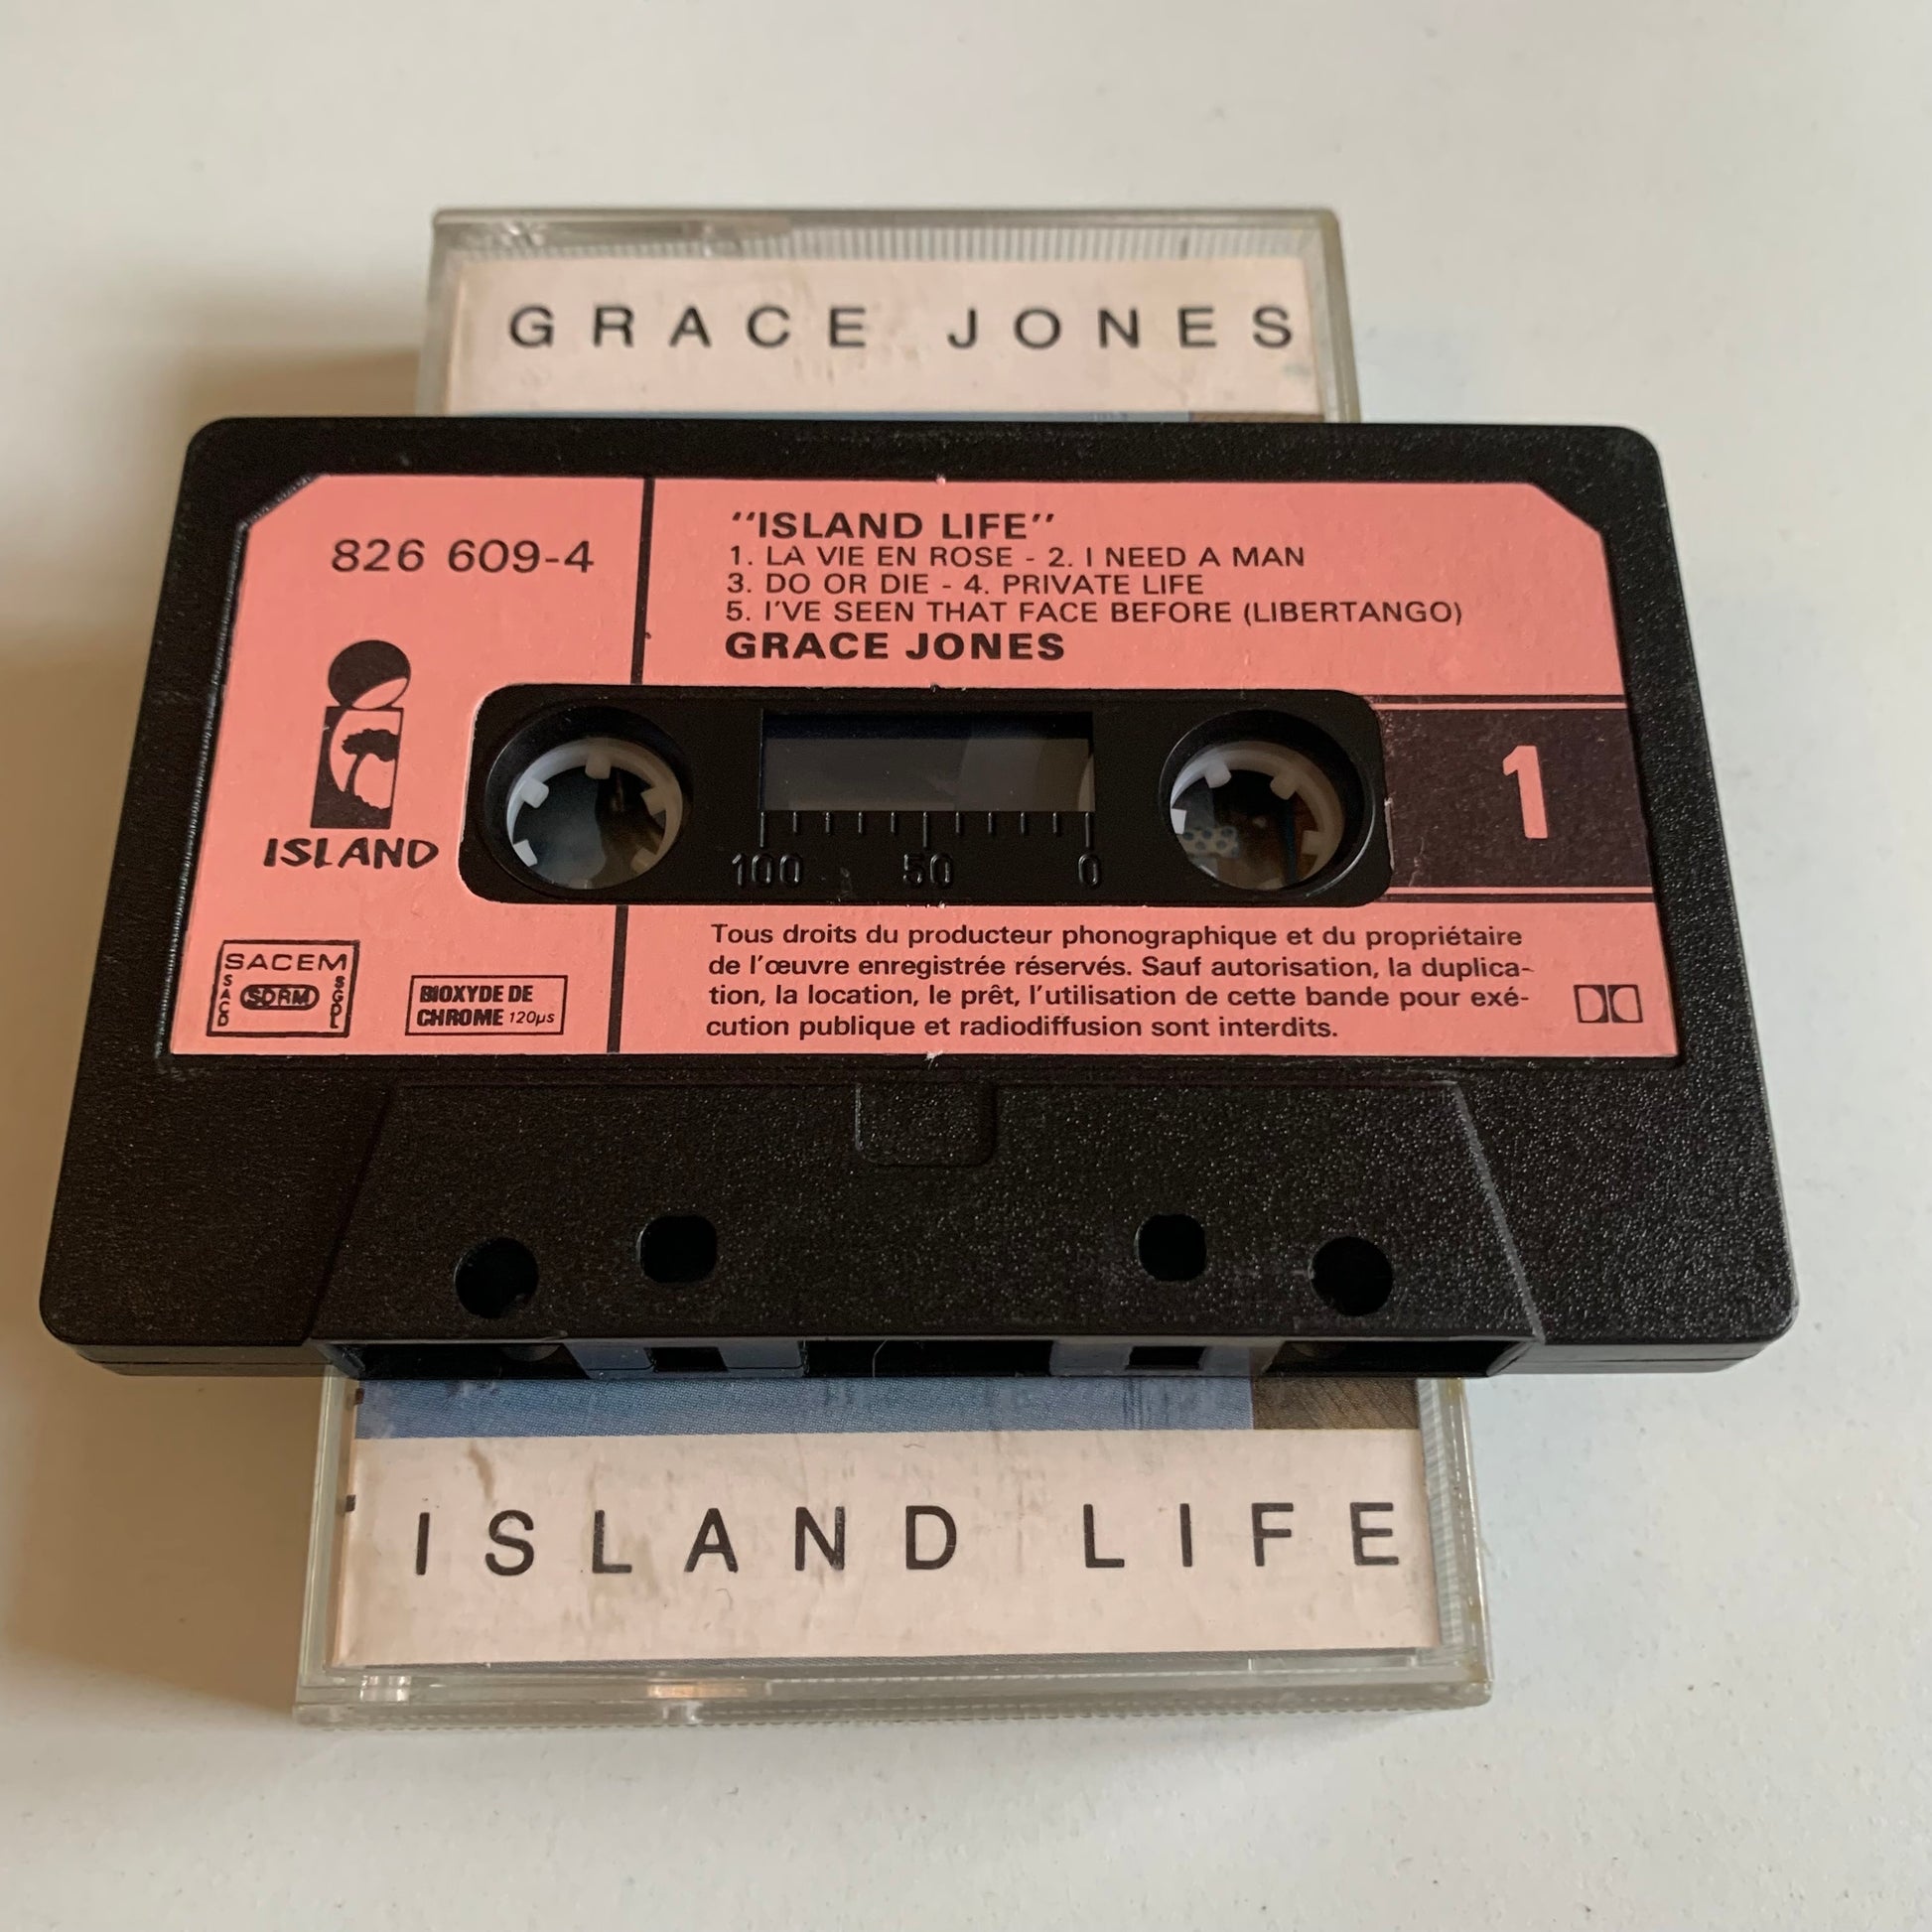 GRACE JONES
826 609-4
"ISLAND LIFE"
1. LA VIE EN ROSE - 2. I NEED A MAN
3. DO OR DIE - 4. PRIVATE LIFE
5. I'VE SEEN THAT FACE BEFORE (LIBERTANGO)
GRACE JONES
ISLAND
1
100 50 0
SACEM
SACD
SDRM
SGDL
BIOXYDE DE
CHROME 120µs
Tous droits du producteur phonographique et du propriétaire
de l'œuvre enregistrée réservés. Sauf autorisation, la duplica-
tion, la location, le prêt, l'utilisation de cette bande pour exé-
cution publique et radiodiffusion sont interdits.
ISLAND LIFE